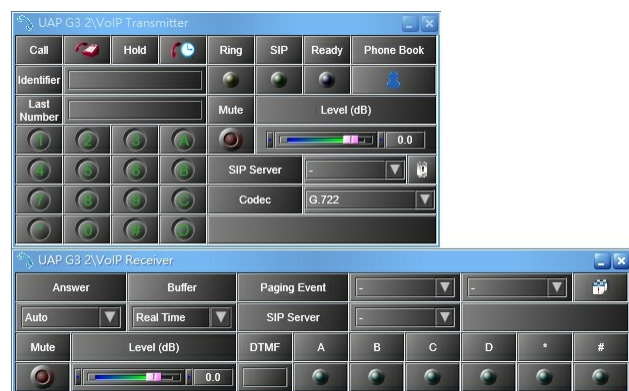 UAP G3 2\VoIP Transmitter
Call Hold Ring SIP Ready Phone Book
Identifier
Last Number Mute Level (dB)
1 2 3 A
0.0
4 5 6 B SIP Server -
7 8 9 C Codec G.722
* 0 # D
UAP G3 2\VoIP Receiver
Answer Buffer Paging Event - -
Auto Real Time SIP Server -
Mute Level (dB) DTMF A B C D * #
0.0